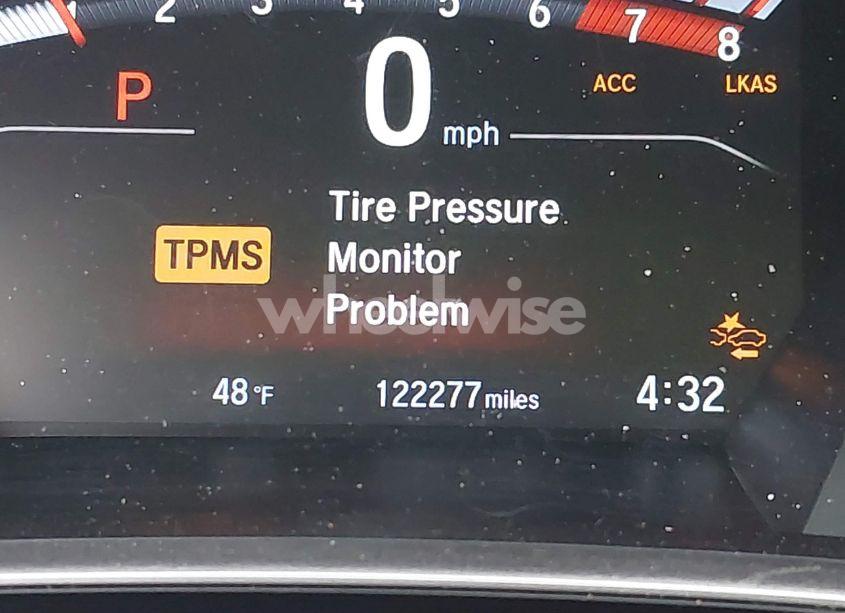 1 2 3 4 5 6 7 8
P 0 mph ACC LKAS
Tire Pressure
TPMS Monitor
Problem
wheelwise
48°F 122277 miles 4:32